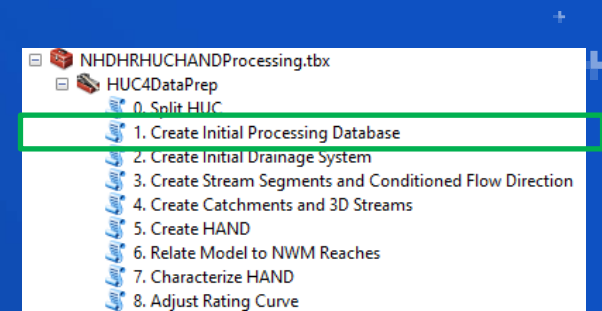 NHDHRHUCHANDProcessing.tbx
HUC4DataPrep
0. Split HUC
1. Create Initial Processing Database
2. Create Initial Drainage System
3. Create Stream Segments and Conditioned Flow Direction
4. Create Catchments and 3D Streams
5. Create HAND
6. Relate Model to NWM Reaches
7. Characterize HAND
8. Adjust Rating Curve